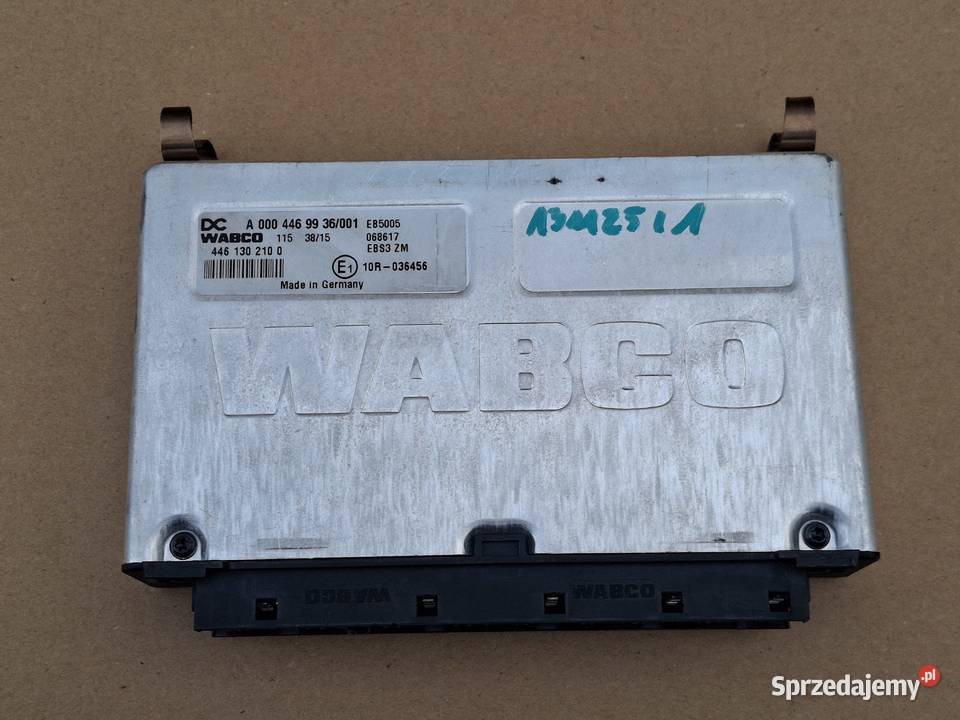 DC A 000 446 99 36/001 EB5005
WABCO 115 38/15 068617
446 130 210 0 EBS3 ZM
E1 10R-036456
Made in Germany
WABCO
WABCO WABCO
Sprzedajemy.pl